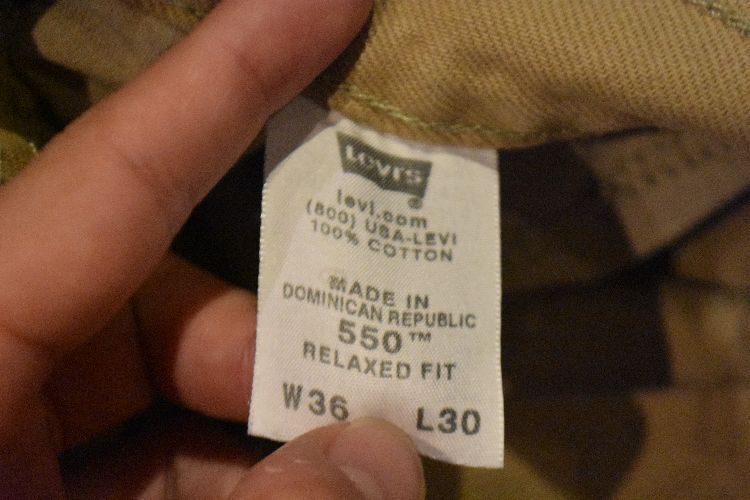 Levi's
®
levi.com
(800) USA-LEVI
100% COTTON
MADE IN
DOMINICAN REPUBLIC
550™
RELAXED FIT
W36 L30